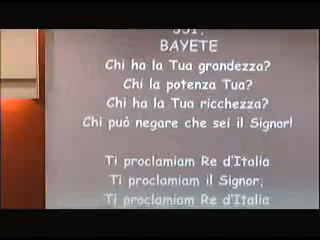 351.
BAYETE
Chi ha la Tua grandezza?
Chi la potenza Tua?
Chi ha la Tua ricchezza?
Chi può negare che sei il Signor!
Ti proclamiam Re d'Italia
Ti proclamiam il Signor,
Ti proclamiam Re d'Italia